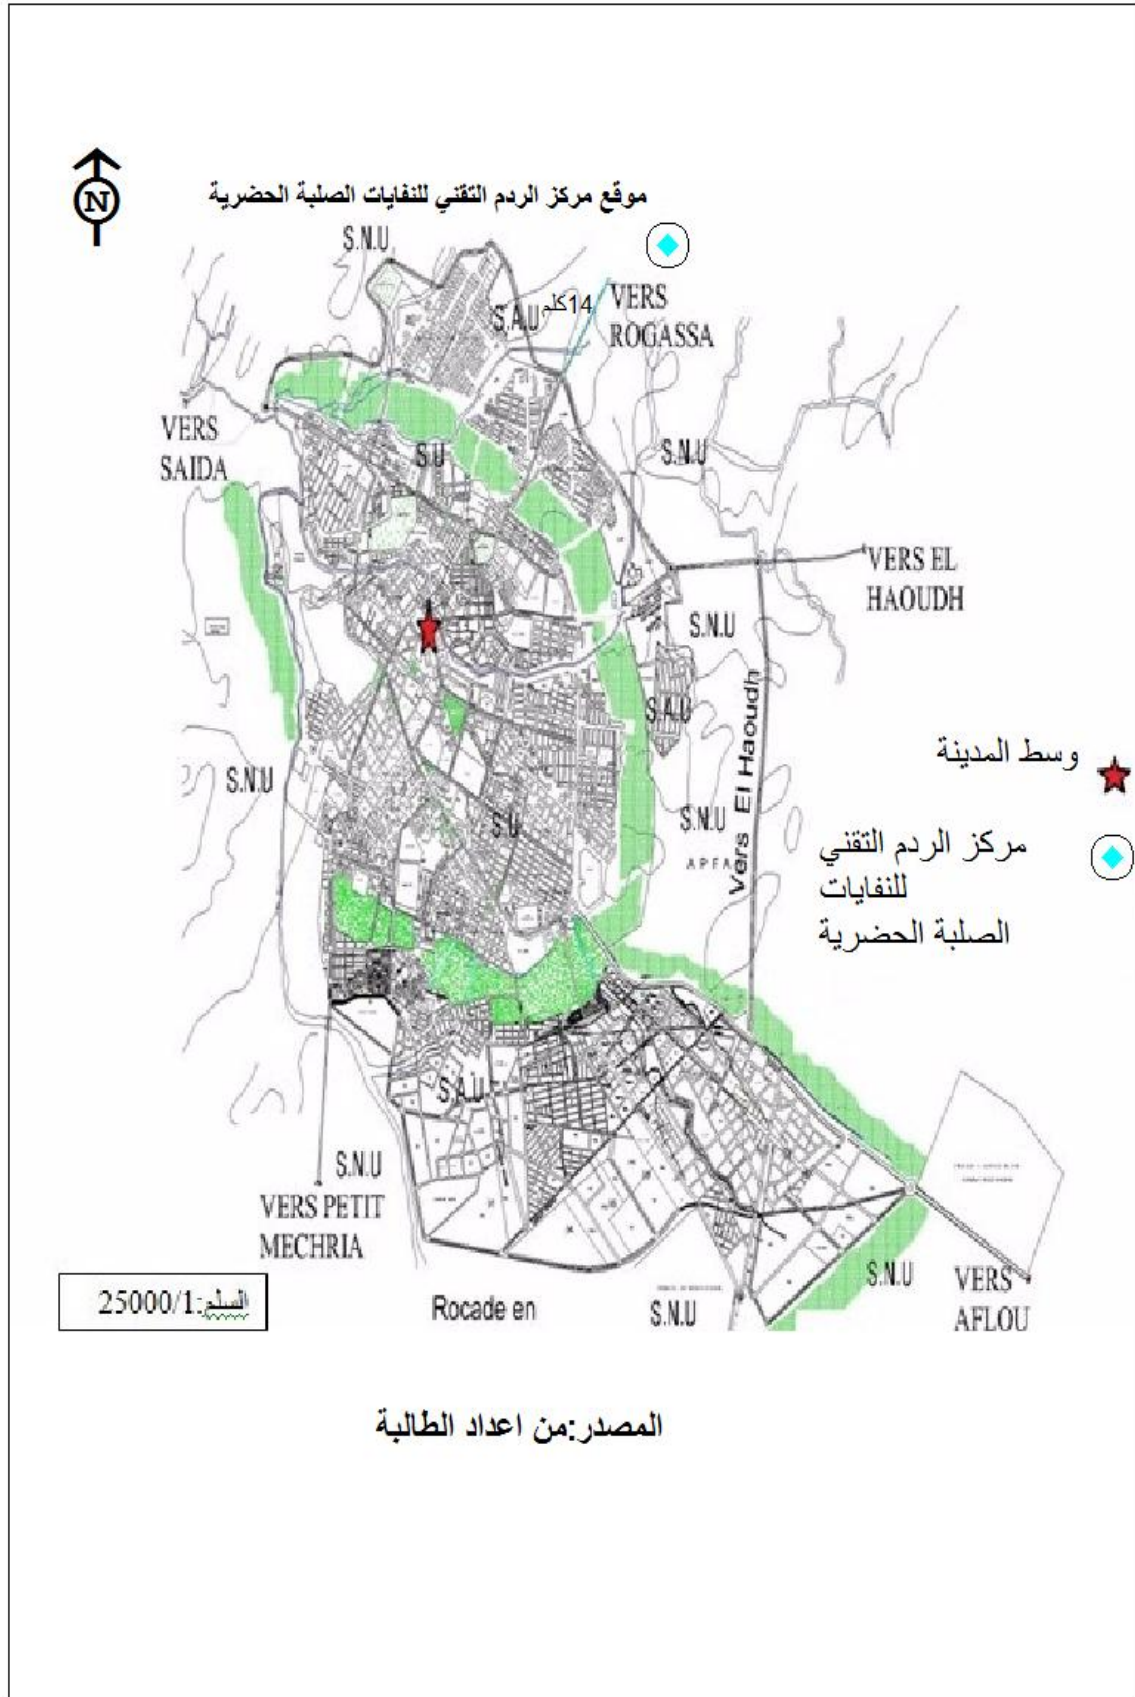 N
موقع مركز الردم التقني للنفايات الصلبة الحضرية
S.N.U
14كلم
S.A.U
VERS
ROGASSA
VERS
SAIDA
S.U
S.N.U
VERS EL
HAOUDH
S.N.U
S.A.U
Vers El Haoudh
وسط المدينة
S.N.U
S.U
S.N.U
APFA
مركز الردم التقني
للنفايات
الصلبة الحضرية
S.A.U
S.N.U
VERS PETIT
MECHRIA
S.N.U
VERS
AFLOU
السلم:25000/1
Rocade en
S.N.U
المصدر:من اعداد الطالبة